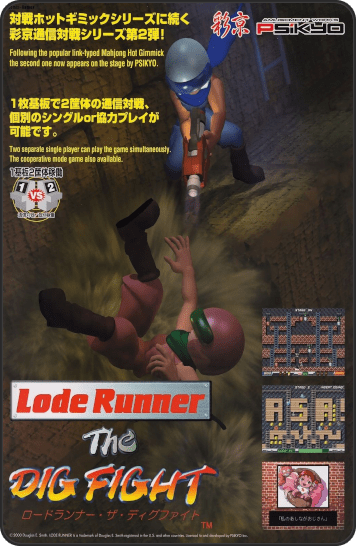 対戦ホットギミックシリーズに続く
彩京通信対戦シリーズ第2弾!
彩京
PSIKYO
Following the popular link-typed Mahjong Hot Gimmick
the second one now appears on the stage by PSIKYO.
1枚基板で2筐体の通信対戦、
個別のシングルor協力プレイが
可能です。
Two separate single player can play the game simultaneously.
The cooperative mode game also available.
1基板2筐体稼働
1 VS 2
Lode Runner
The
DIG FIGHT
ロードランナー・ザ・ディグファイト
TM